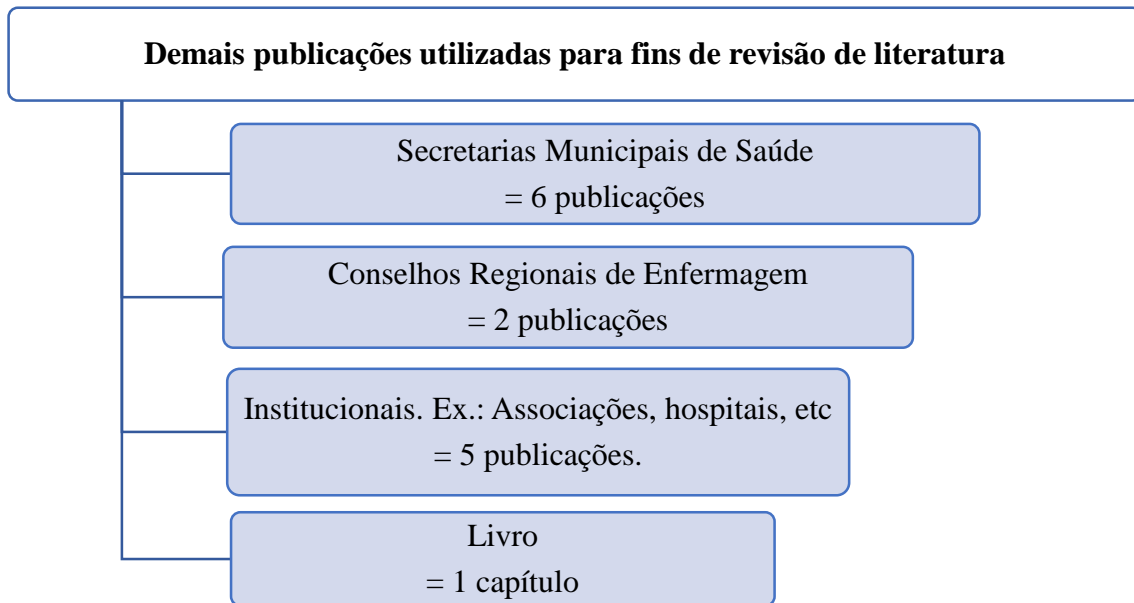 Demais publicações utilizadas para fins de revisão de literatura
Secretarias Municipais de Saúde
= 6 publicações
Conselhos Regionais de Enfermagem
= 2 publicações
Institucionais. Ex.: Associações, hospitais, etc
= 5 publicações.
Livro
= 1 capítulo